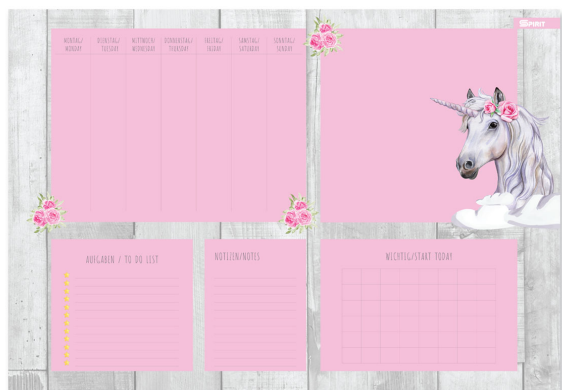 MONTAG/ DIENSTAG/ MITTWOCH/ DONNERSTAG/ FREITAG/ SAMSTAG/ SONNTAG/
MONDAY TUESDAY WEDNESDAY THURSDAY FRIDAY SATURDAY SUNDAY
SPIRIT
AUFGABEN / TO DO LIST
NOTIZEN/NOTES
WICHTIG/START TODAY